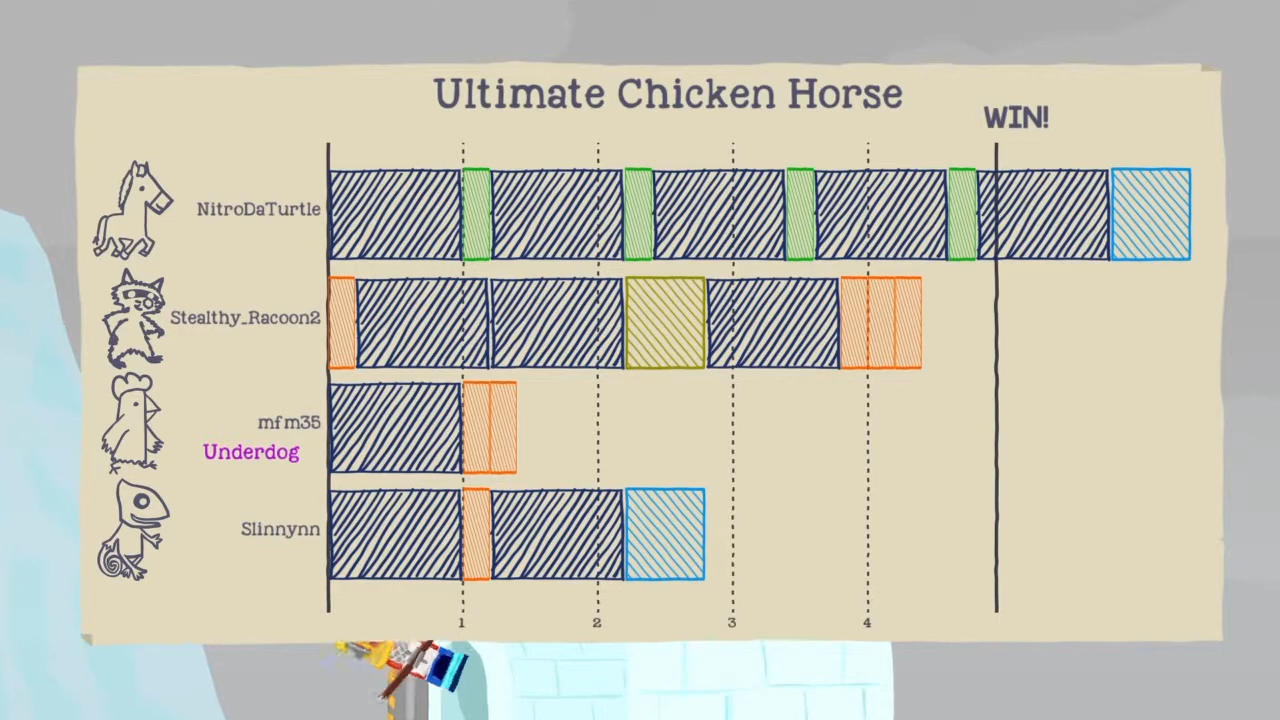 Ultimate Chicken Horse
WIN!
NitroDaTurtle
Stealthy_Racoon2
mfm35
Underdog
Slinnynn
1 2 3 4